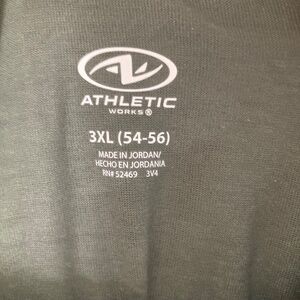 ATHLETIC
WORKS®
3XL (54-56)
MADE IN JORDAN/
HECHO EN JORDANIA
RN# 52469 3V4